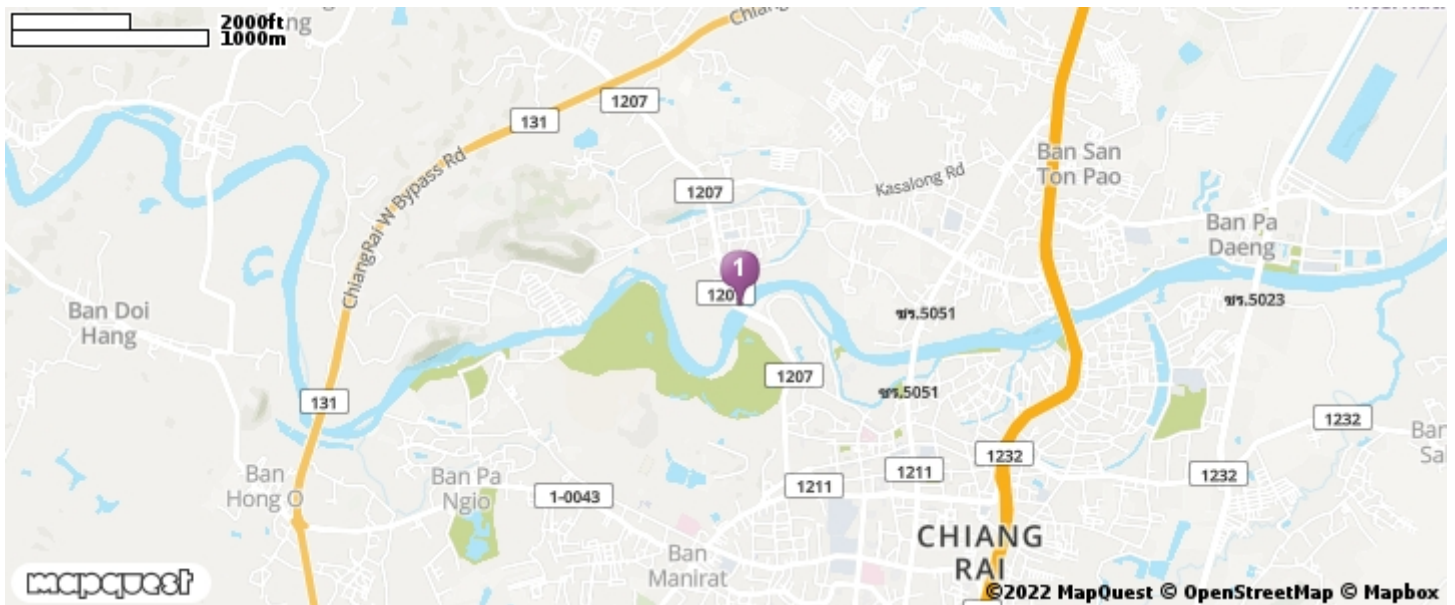 2000ft
1000m
ng
Chiang
1207
131
ChiangRai W Bypass Rd
1207
Kasalong Rd
Ban San
Ton Pao
Ban Pa
Daeng
1
ชร.5051
ชร.5023
Ban Doi
Hang
1207
131
ชร.5051
1232
Ban
Sai
Ban
Hong O
Ban Pa
Ngio
1-0043
1211
1211
1232
1232
Ban
Manirat
CHIANG
RAI
mapquest
©2022 MapQuest © OpenStreetMap © Mapbox